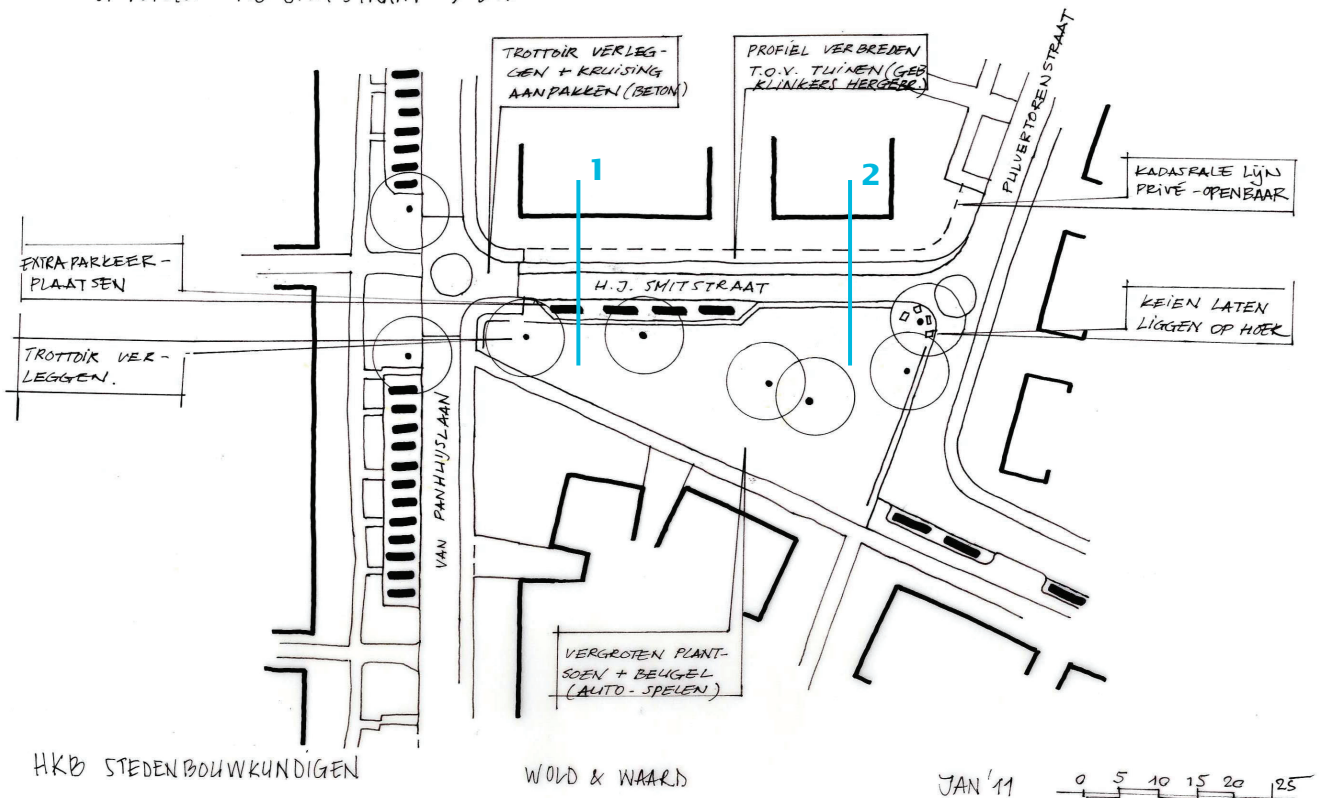 TROTTOIR VERLEG-
GEN + KRUISING
AANPAKKEN (BETON)
PROFIEL VERBREDEN
T.O.V. TUINEN (GEB
KLINKERS HERGEBR.)
PULVERTORENSTRAAT
1
2
KADASRALE LIJN
PRIVÉ - OPENBAAR
EXTRA PARKEER-
PLAATSEN
H.J. SMITSTRAAT
KEIEN LATEN
LIGGEN OP HOEK
TROTTOIR VER-
LEGGEN.
VAN PANHUIJSLAAN
VERGROTEN PLANT-
SOEN + BEUGEL
(AUTO - SPELEN)
HKB STEDENBOUWKUNDIGEN
WOLD & WAARD
JAN '11
0 5 10 15 20 25